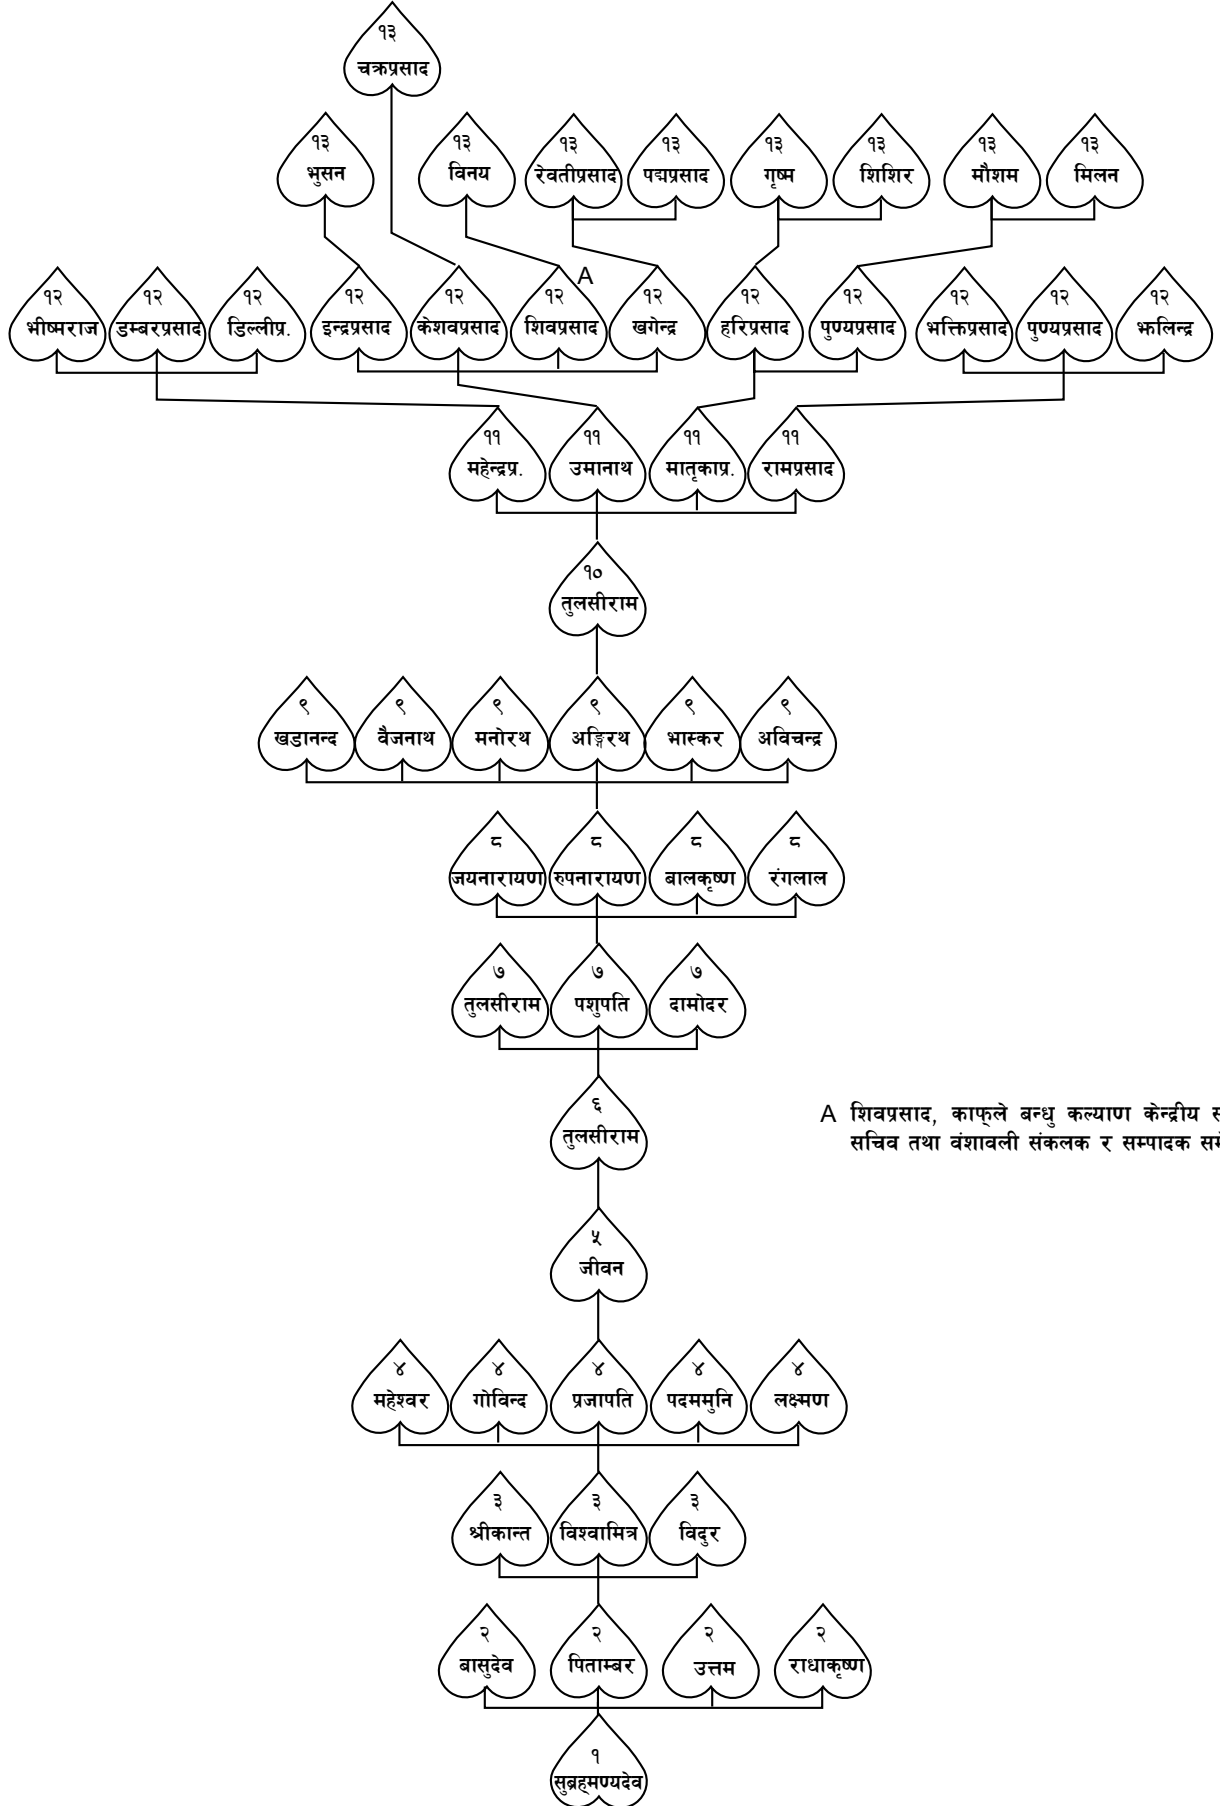 १३
चक्रप्रसाद
१३ १३ १३ १३ १३ १३ १३ १३
भुसन विनय रेवतीप्रसाद पद्मप्रसाद गृष्म शिशिर मौशम मिलन
A
१२ १२ १२ १२ १२ १२ १२ १२ १२ १२ १२ १२
भीष्मराज डम्बरप्रसाद डिल्लीप्र. इन्द्रप्रसाद केशवप्रसाद शिवप्रसाद खगेन्द्र हरिप्रसाद पुण्यप्रसाद भक्तिप्रसाद पुण्यप्रसाद झलिन्द्र
११ ११ ११ ११
महेन्द्रप्र. उमानाथ मातृकाप्र. रामप्रसाद
१०
तुलसीराम
९ ९ ९ ९ ९ ९
खडानन्द वैजनाथ मनोरथ अङ्गिरथ भास्कर अविचन्द्र
८ ८ ८ ८
जयनारायण रुपनारायण बालकृष्ण रंगलाल
७ ७ ७
तुलसीराम पशुपति दामोदर
६
तुलसीराम
A शिवप्रसाद, काफ्ले बन्धु कल्याण केन्द्रीय
सचिव तथा वंशावली संकलक र सम्पादक
५
जीवन
४ ४ ४ ४ ४
महेश्वर गोविन्द प्रजापति पदममुनि लक्ष्मण
३ ३ ३
श्रीकान्त विश्वामित्र विदुर
२ २ २ २
बासुदेव पिताम्बर उत्तम राधाकृष्ण
१
सुब्रह्मण्यदेव